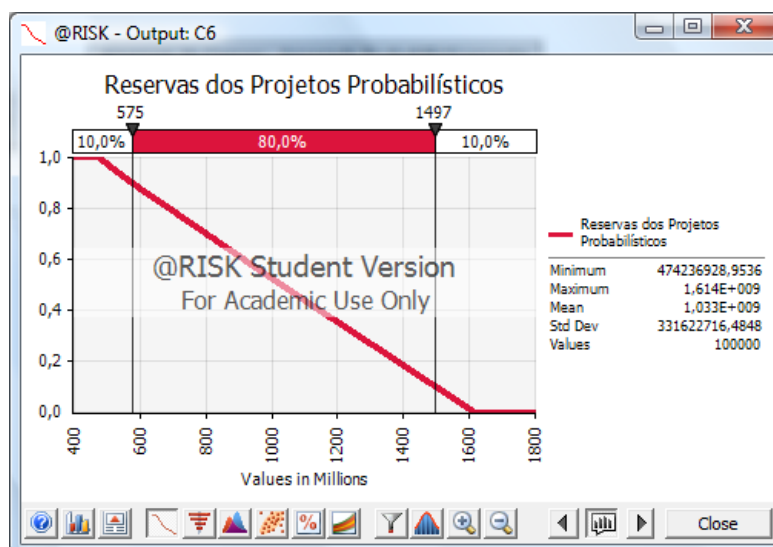 @RISK - Output: C6
Reservas dos Projetos Probabilísticos
575 1497
10,0% 80,0% 10,0%
1,0
0,8
0,6
0,4
0,2
0,0
400 600 800 1000 1200 1400 1600 1800
Values in Millions
@RISK Student Version
For Academic Use Only
Reservas dos Projetos
Probabilísticos
Minimum 474236928,9536
Maximum 1,614E+009
Mean 1,033E+009
Std Dev 331622716,4848
Values 100000
Close